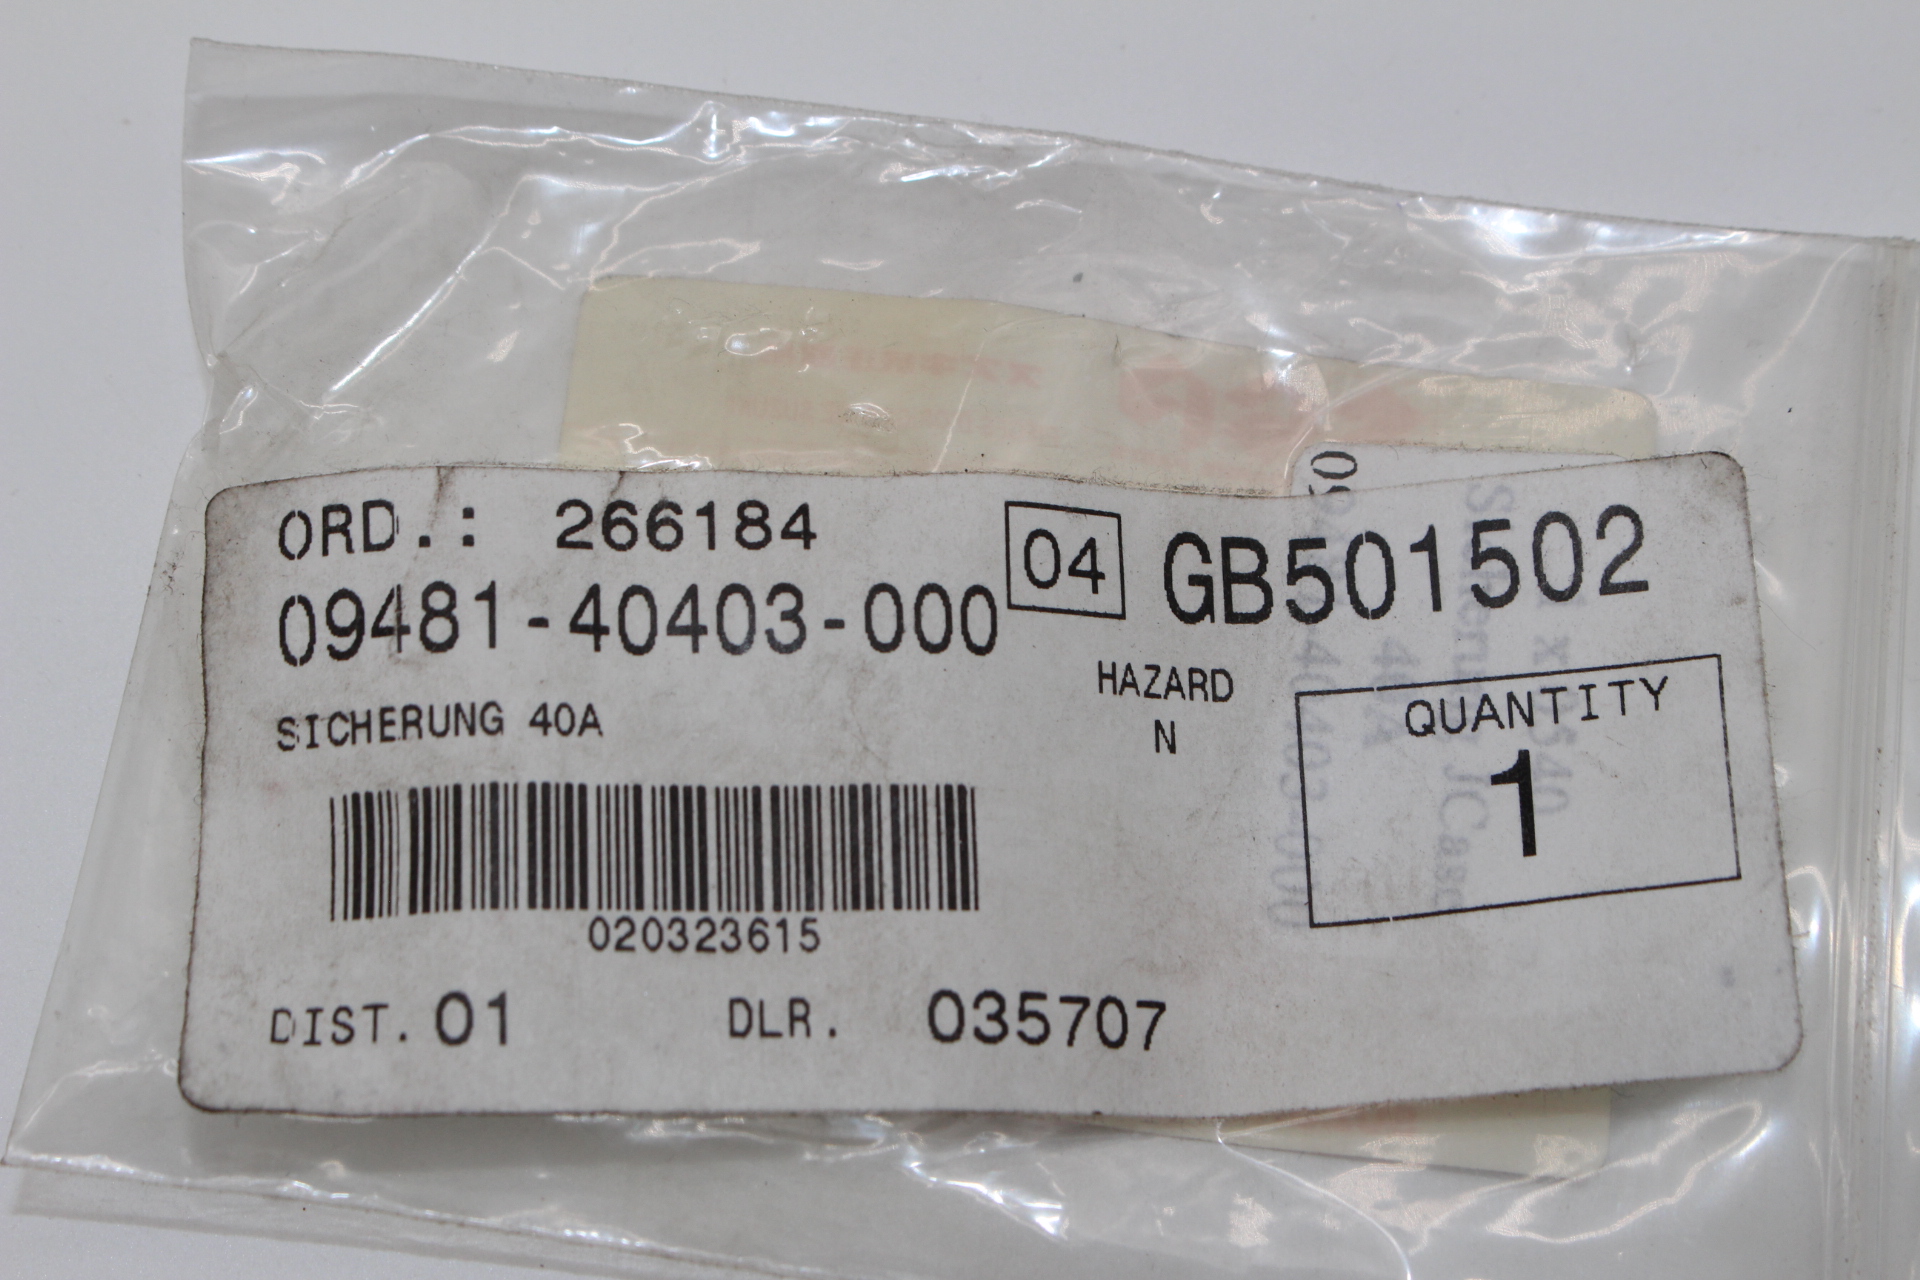 ORD.: 266184
04 GB501502
09481-40403-000
HAZARD
N
SICHERUNG 40A
QUANTITY
1
020323615
DIST. 01 DLR. 035707